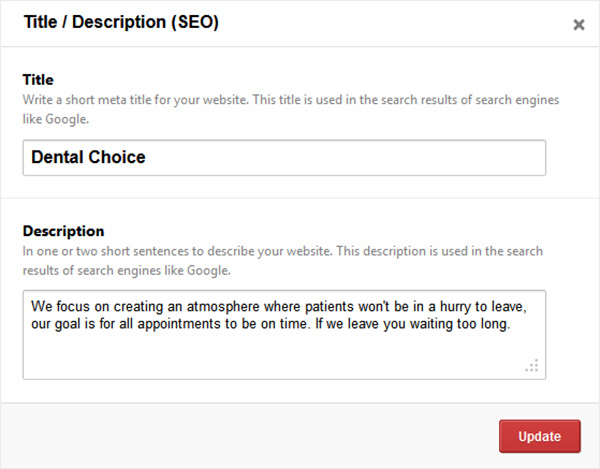 Title / Description (SEO)
Title
Write a short meta title for your website. This title is used in the search results of search engines
like Google.
Dental Choice
Description
In one or two short sentences to describe your website. This description is used in the search
results of search engines like Google.
We focus on creating an atmosphere where patients won't be in a hurry to leave,
our goal is for all appointments to be on time. If we leave you waiting too long.
Update